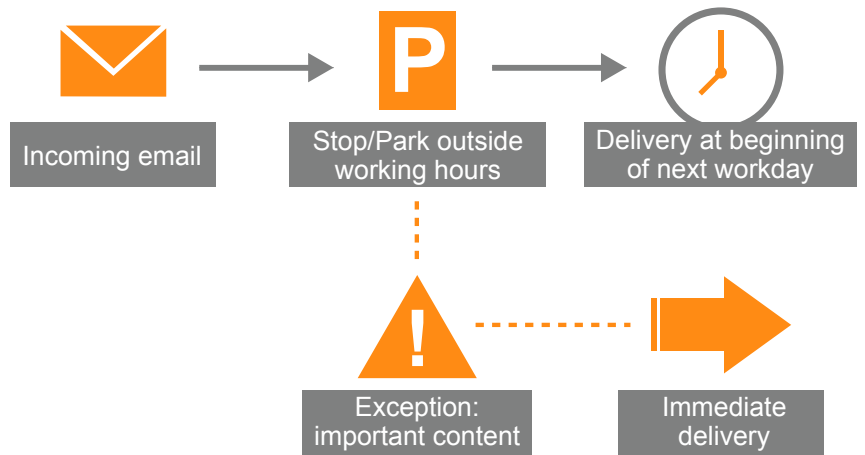 P
Incoming email
Stop/Park outside
working hours
Delivery at beginning
of next workday
!
Exception:
important content
Immediate
delivery